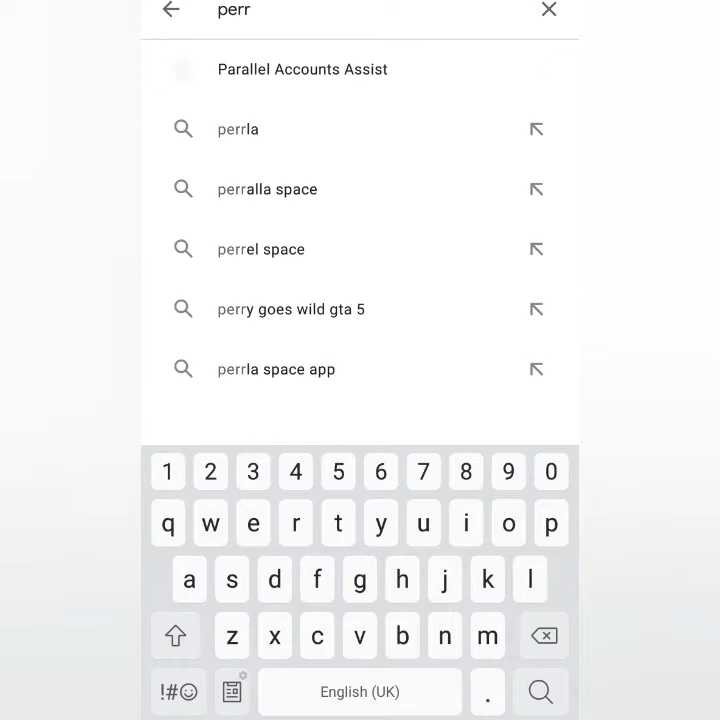 perr
Parallel Accounts Assist
perrla
perralla space
perrel space
perry goes wild gta 5
perrla space app
1 2 3 4 5 6 7 8 9 0
q w e r t y u i o p
a s d f g h j k l
z x c v b n m
!#☺ English (UK) .